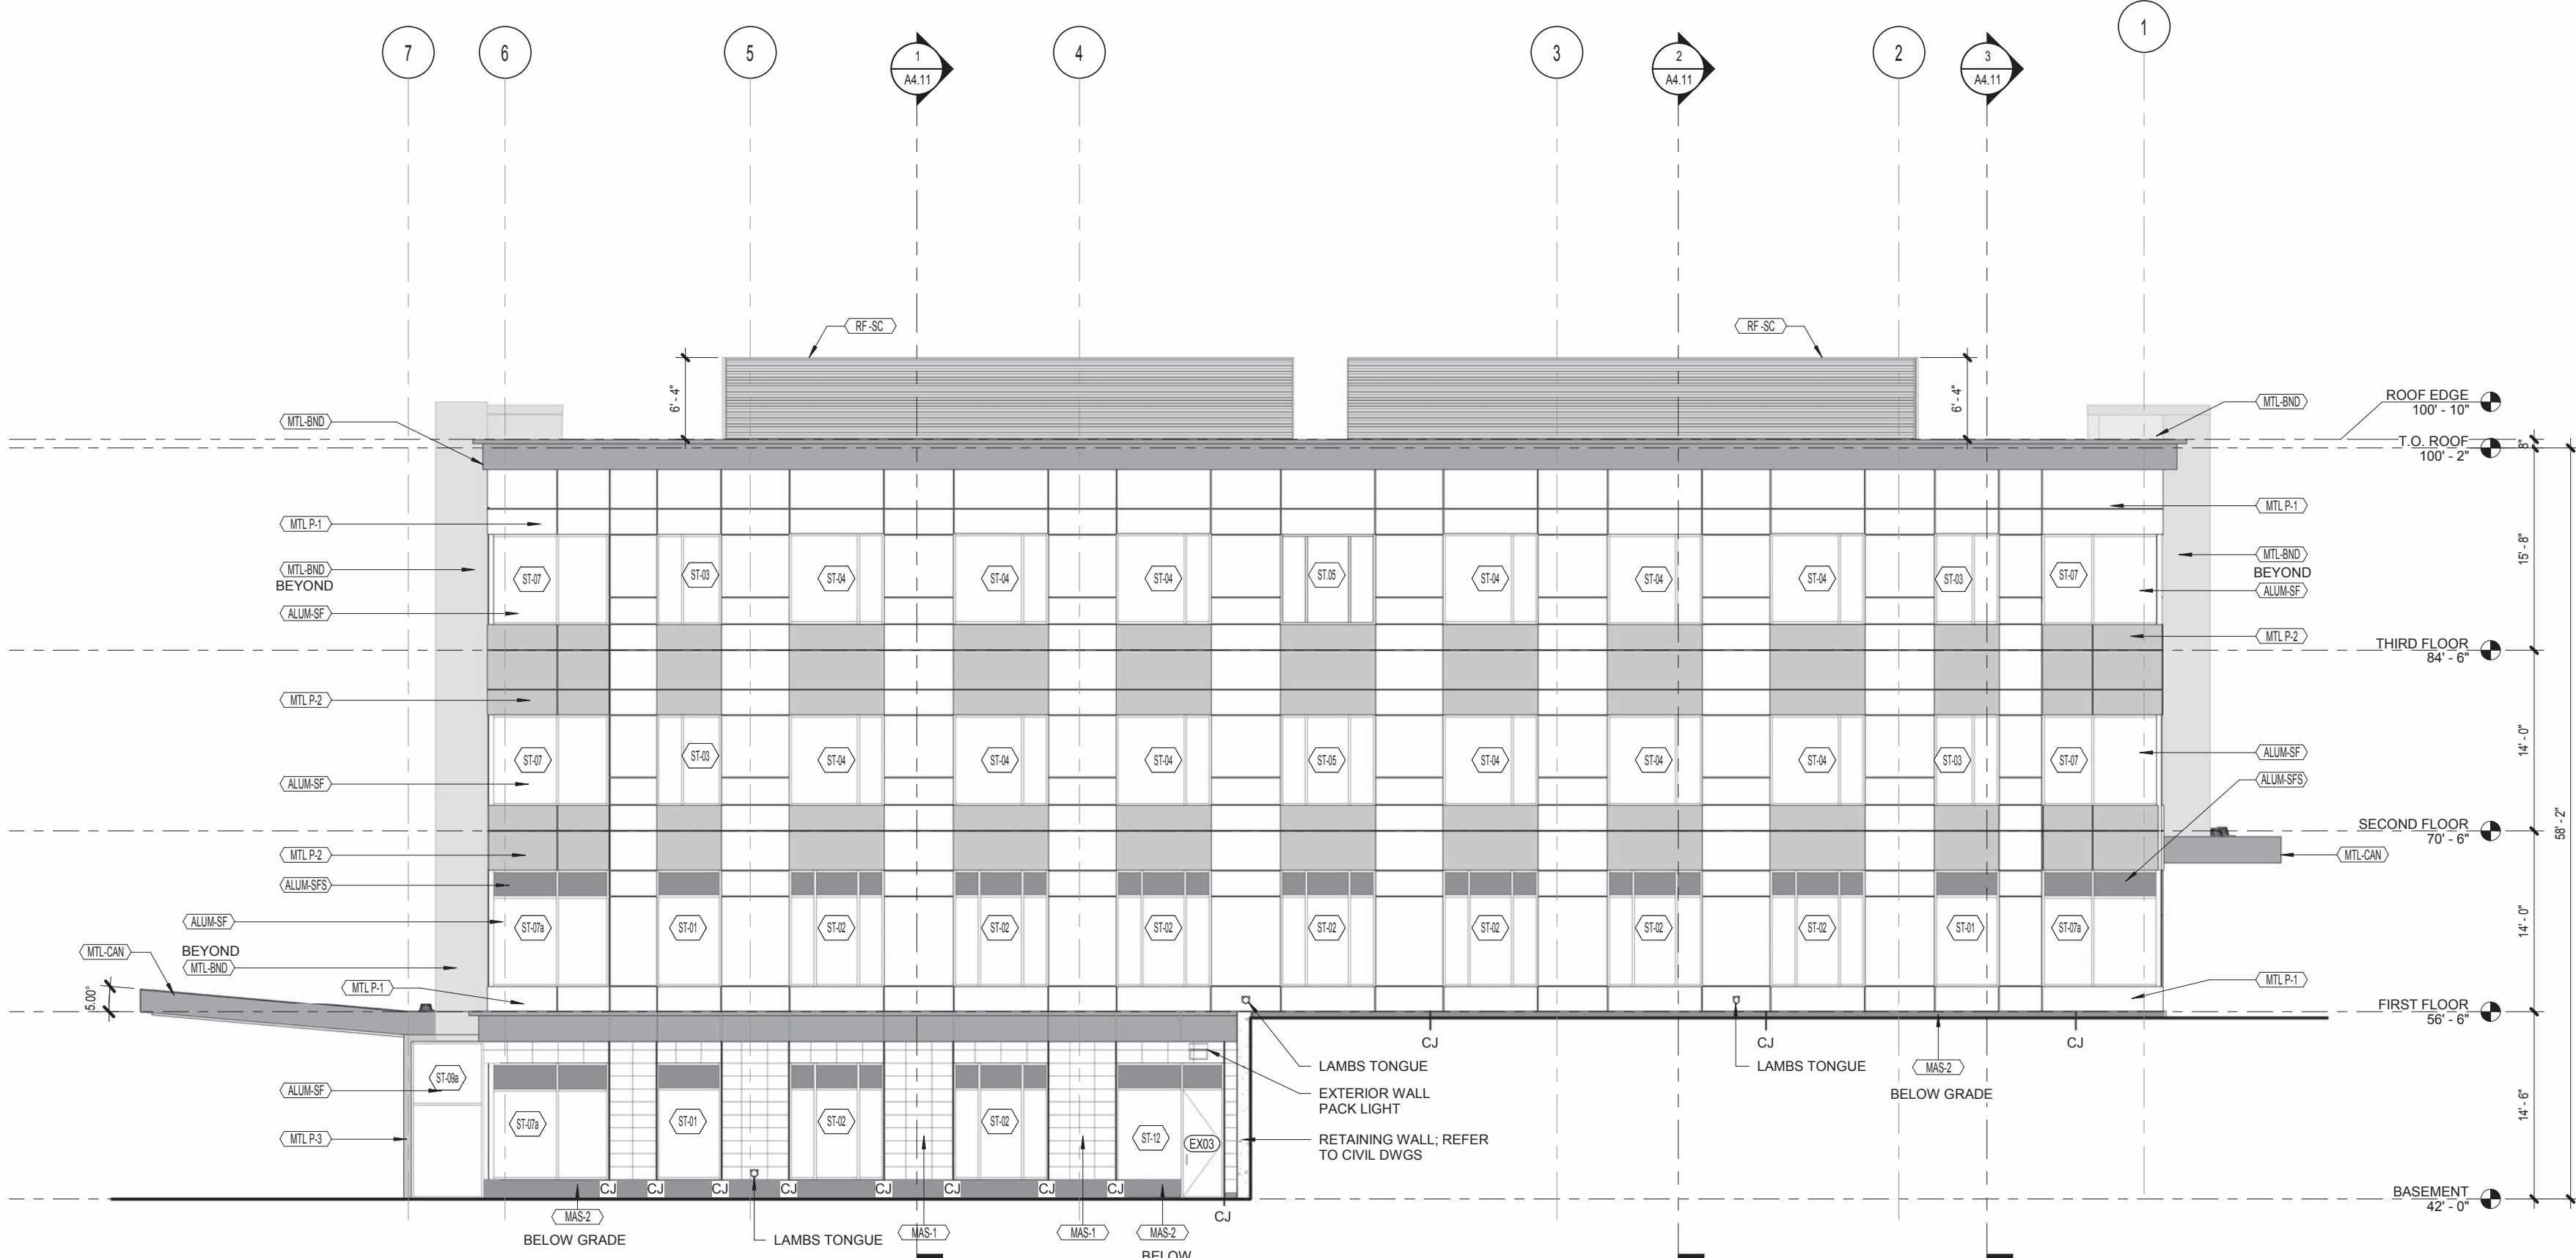 7
6
5
1
A4.11
4
3
2
A4.11
2
3
A4.11
1
RF -SC
RF -SC
6' - 4"
6' - 4"
MTL-BND
MTL-BND
ROOF EDGE
100' - 10"
T.O. ROOF
100' - 2"
8"
MTL P-1
MTL P-1
15' - 8"
MTL-BND
BEYOND
MTL-BND
BEYOND
ALUM-SF
ALUM-SF
ST-07
ST-03
ST-04
ST-04
ST-04
ST.05
ST-04
ST-04
ST-04
ST-03
ST-07
MTL P-2
THIRD FLOOR
84' - 6"
MTL P-2
ST-07
ST-03
ST-04
ST-04
ST-04
ST-05
ST-04
ST-04
ST-04
ST-03
ST-07
ALUM-SF
14' - 0"
ALUM-SFS
ALUM-SF
SECOND FLOOR
70' - 6"
58' - 2"
MTL P-2
MTL-CAN
ALUM-SFS
ALUM-SF
ST-07a
ST-01
ST-02
ST-02
ST-02
ST-02
ST-02
ST-02
ST-02
ST-01
ST-07a
14' - 0"
MTL-CAN
BEYOND
MTL-BND
MTL P-1
MTL P-1
5.00°
FIRST FLOOR
56' - 6"
CJ
CJ
CJ
LAMBS TONGUE
LAMBS TONGUE
MAS-2
BELOW GRADE
EXTERIOR WALL
PACK LIGHT
ST-09a
ALUM-SF
MTL P-3
ST-07a
ST-01
ST-02
ST-02
ST-12
EX03
RETAINING WALL; REFER
TO CIVIL DWGS
14' - 6"
CJ
CJ
CJ
CJ
CJ
CJ
CJ
CJ
BASEMENT
42' - 0"
CJ
MAS-2
BELOW GRADE
LAMBS TONGUE
MAS-1
MAS-1
MAS-2
BELOW